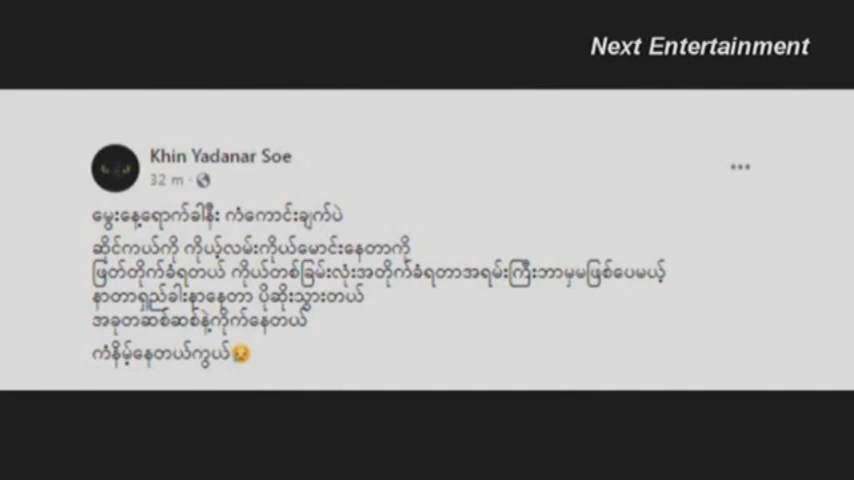 Next Entertainment
Khin Yadanar Soe
32 m
မွေးနေ့ရောက်ခါနီး ကံကောင်းချက်ပဲ
ဆိုင်ကယ်ကို ကိုယ့်လမ်းကိုယ်မောင်းနေတာကို
ဖြတ်တိုက်ခံရတယ် ကိုယ်တစ်ခြမ်းလုံးအတိုက်ခံရတာအရမ်းကြီးဘာမှမဖြစ်ပေမယ့်
နာတာရှည်ခါးနာနေတာ ပိုဆိုးသွားတယ်
အခုတဆစ်ဆစ်နဲ့ကိုက်နေတယ်
ကံနိမ့်နေတယ်ကွယ်